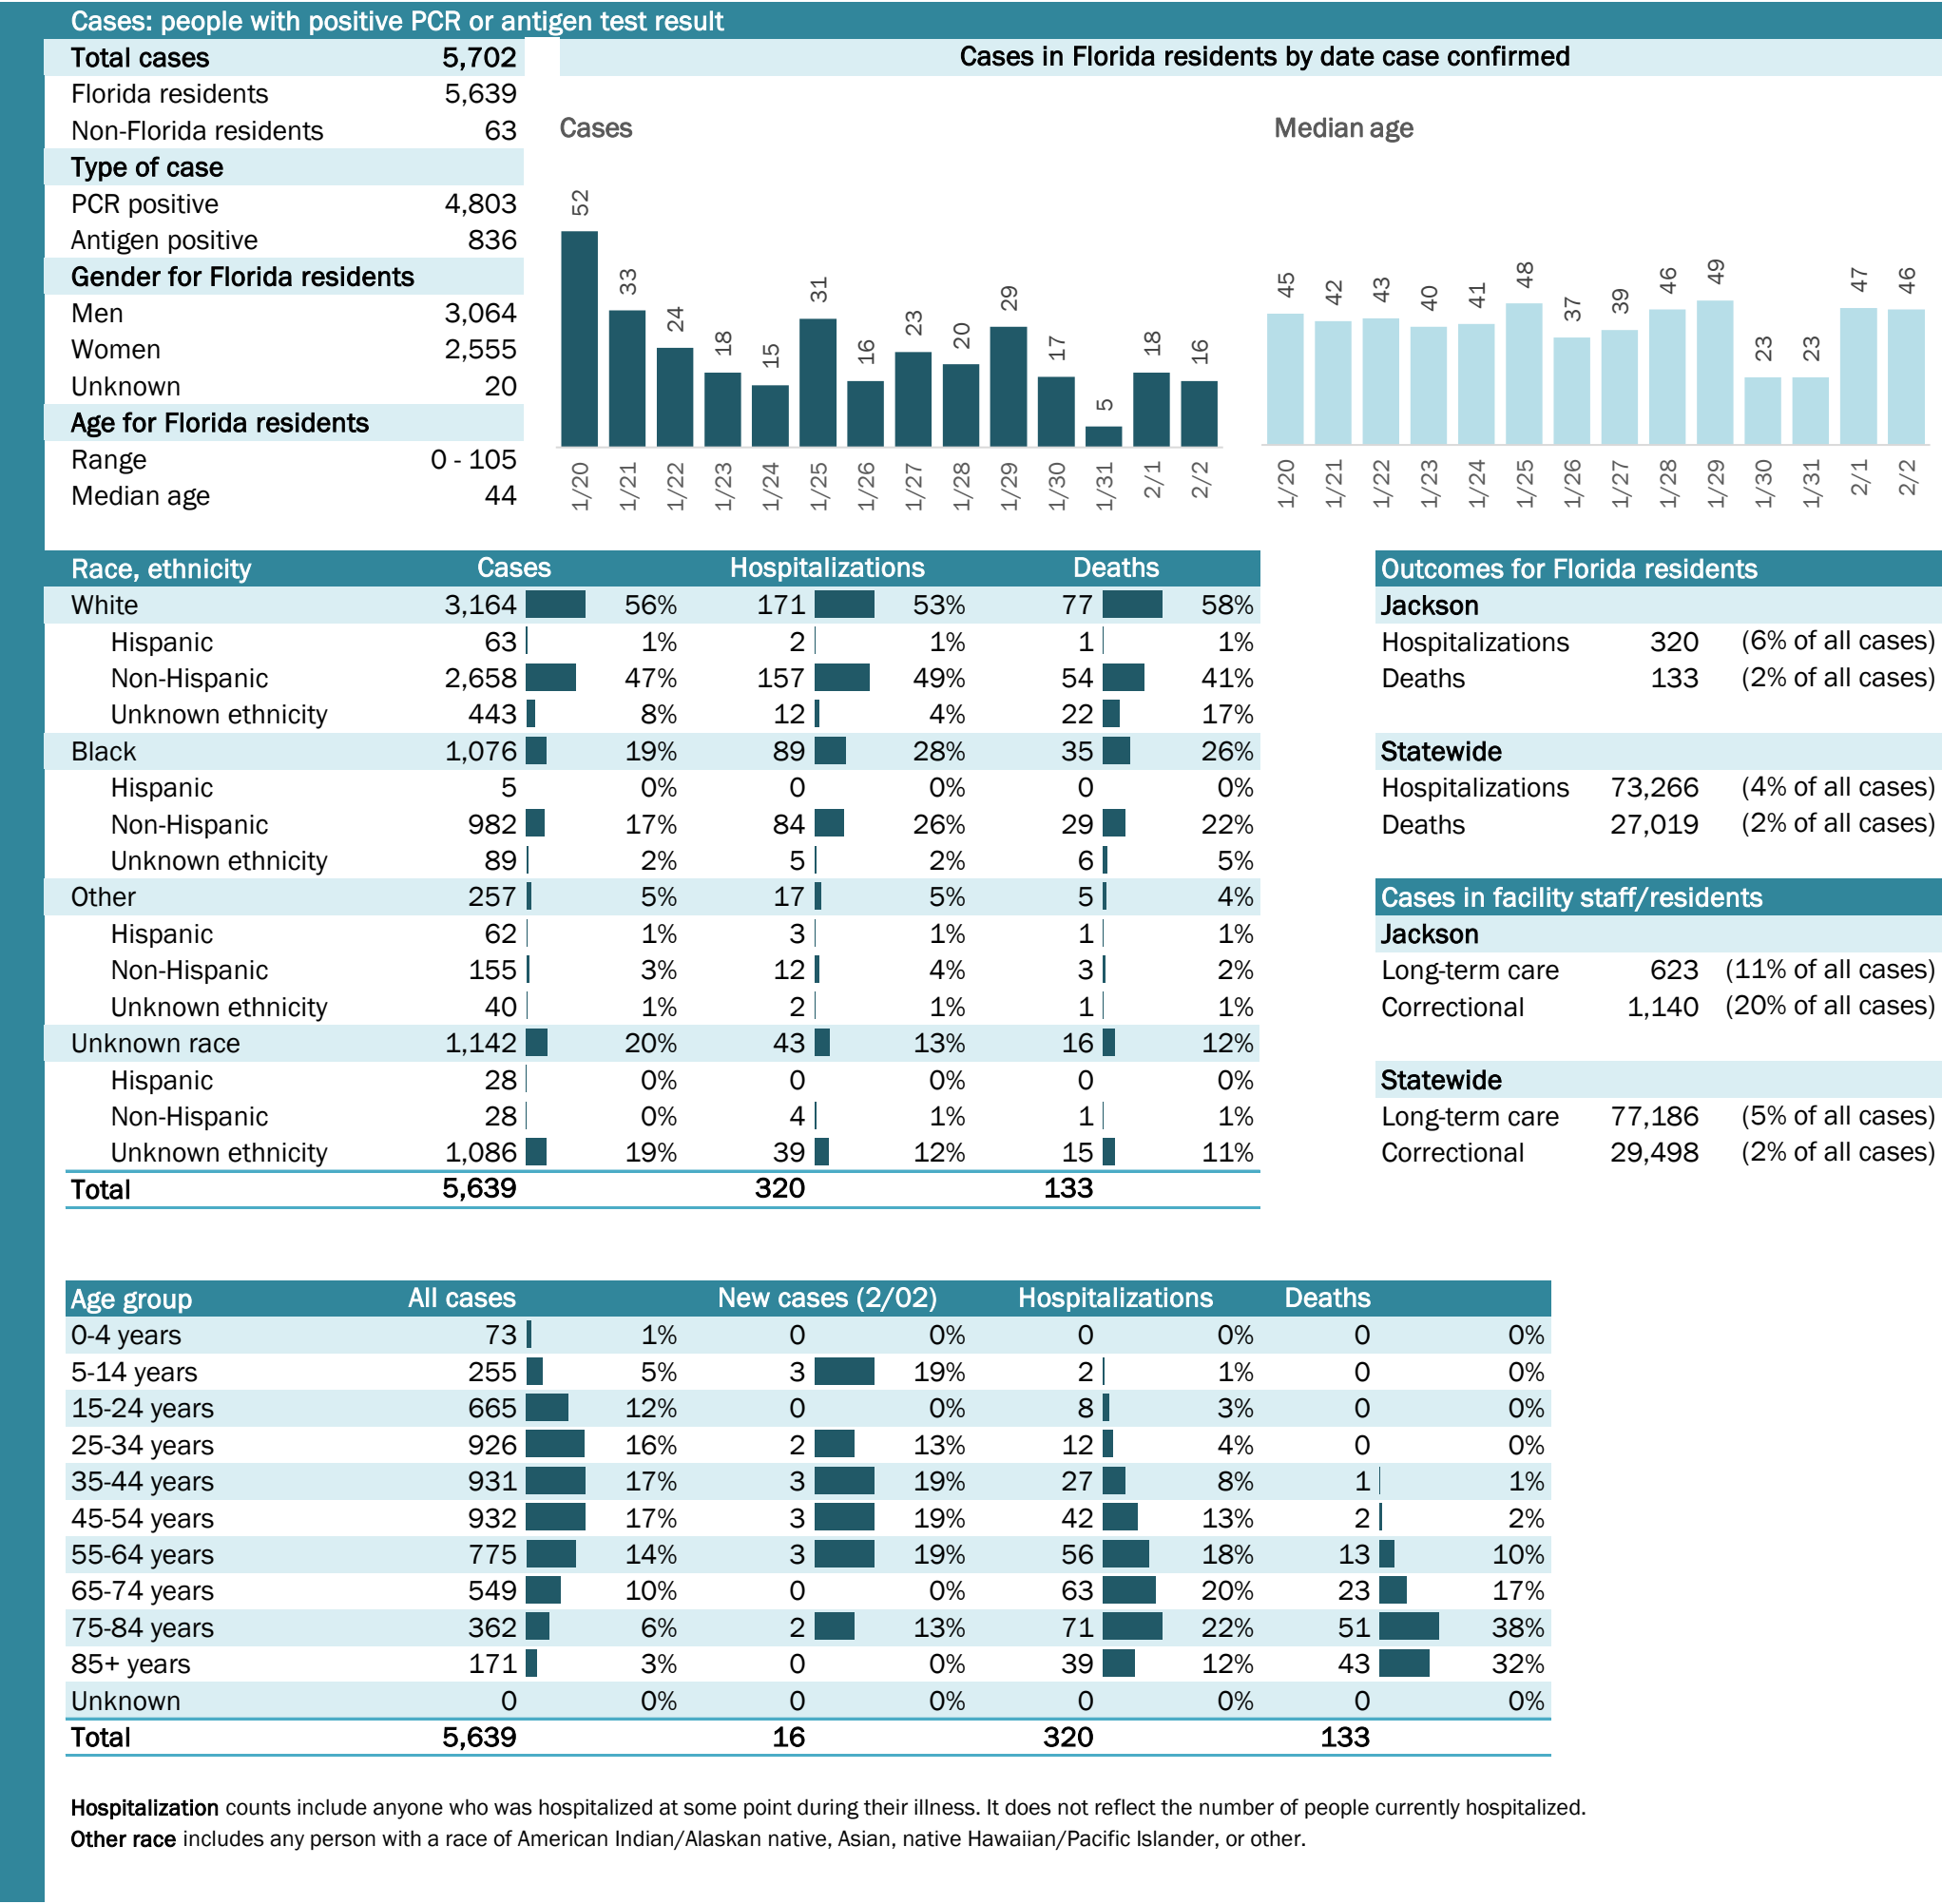 Cases: people with positive PCR or antigen test result
Total cases 5,702
Florida residents 5,639
Non-Florida residents 63
Type of case
PCR positive 4,803
Antigen positive 836
Gender for Florida residents
Men 3,064
Women 2,555
Unknown 20
Age for Florida residents
Range 0 - 105
Median age 44
Cases in Florida residents by date case confirmed
Cases
52 33 24 18 15 31 16 23 20 29 17 5 18 16
1/20 1/21 1/22 1/23 1/24 1/25 1/26 1/27 1/28 1/29 1/30 1/31 2/1 2/2
Median age
45 42 43 40 41 48 37 39 46 49 23 23 47 46
1/20 1/21 1/22 1/23 1/24 1/25 1/26 1/27 1/28 1/29 1/30 1/31 2/1 2/2
Race, ethnicity Cases Hospitalizations Deaths
White 3,164 56% 171 53% 77 58%
Hispanic 63 1% 2 1% 1 1%
Non-Hispanic 2,658 47% 157 49% 54 41%
Unknown ethnicity 443 8% 12 4% 22 17%
Black 1,076 19% 89 28% 35 26%
Hispanic 5 0% 0 0% 0 0%
Non-Hispanic 982 17% 84 26% 29 22%
Unknown ethnicity 89 2% 5 2% 6 5%
Other 257 5% 17 5% 5 4%
Hispanic 62 1% 3 1% 1 1%
Non-Hispanic 155 3% 12 4% 3 2%
Unknown ethnicity 40 1% 2 1% 1 1%
Unknown race 1,142 20% 43 13% 16 12%
Hispanic 28 0% 0 0% 0 0%
Non-Hispanic 28 0% 4 1% 1 1%
Unknown ethnicity 1,086 19% 39 12% 15 11%
Total 5,639 320 133
Outcomes for Florida residents
Jackson
Hospitalizations 320 (6% of all cases)
Deaths 133 (2% of all cases)
Statewide
Hospitalizations 73,266 (4% of all cases)
Deaths 27,019 (2% of all cases)
Cases in facility staff/residents
Jackson
Long-term care 623 (11% of all cases)
Correctional 1,140 (20% of all cases)
Statewide
Long-term care 77,186 (5% of all cases)
Correctional 29,498 (2% of all cases)
Age group All cases New cases (2/02) Hospitalizations Deaths
0-4 years 73 1% 0 0% 0 0% 0 0%
5-14 years 255 5% 3 19% 2 1% 0 0%
15-24 years 665 12% 0 0% 8 3% 0 0%
25-34 years 926 16% 2 13% 12 4% 0 0%
35-44 years 931 17% 3 19% 27 8% 1 1%
45-54 years 932 17% 3 19% 42 13% 2 2%
55-64 years 775 14% 3 19% 56 18% 13 10%
65-74 years 549 10% 0 0% 63 20% 23 17%
75-84 years 362 6% 2 13% 71 22% 51 38%
85+ years 171 3% 0 0% 39 12% 43 32%
Unknown 0 0% 0 0% 0 0% 0 0%
Total 5,639 16 320 133
Hospitalization counts include anyone who was hospitalized at some point during their illness. It does not reflect the number of people currently hospitalized.
Other race includes any person with a race of American Indian/Alaskan native, Asian, native Hawaiian/Pacific Islander, or other.